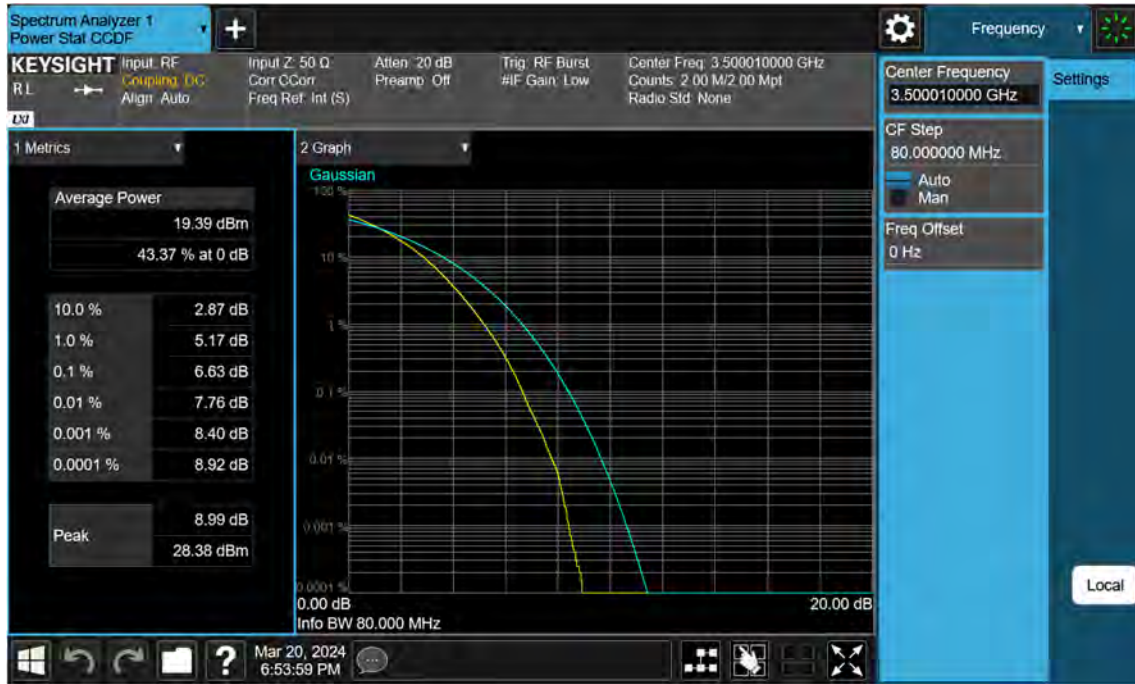 Spectrum Analyzer 1
Power Stat CCDF
Frequency
KEYSIGHT
R L
LXI
Input: RF
Coupling: DC
Align: Auto
Input Z: 50 Ω
Corr CCorr
Freq Ref: Int (S)
Atten: 20 dB
Preamp: Off
Trig: RF Burst
#IF Gain: Low
Center Freq: 3.500010000 GHz
Counts: 2.00 M/2.00 Mpt
Radio Std: None
Center Frequency
3.500010000 GHz
Settings
CF Step
80.000000 MHz
Auto
Man
Freq Offset
0 Hz
Local
1 Metrics
Average Power
19.39 dBm
43.37 % at 0 dB
10.0 % 2.87 dB
1.0 % 5.17 dB
0.1 % 6.63 dB
0.01 % 7.76 dB
0.001 % 8.40 dB
0.0001 % 8.92 dB
Peak
8.99 dB
28.38 dBm
2 Graph
Gaussian
100 %
10 %
1 %
0.1 %
0.01 %
0.001 %
0.0001 %
0.00 dB 20.00 dB
Info BW 80.000 MHz
?
Mar 20, 2024
6:53:59 PM